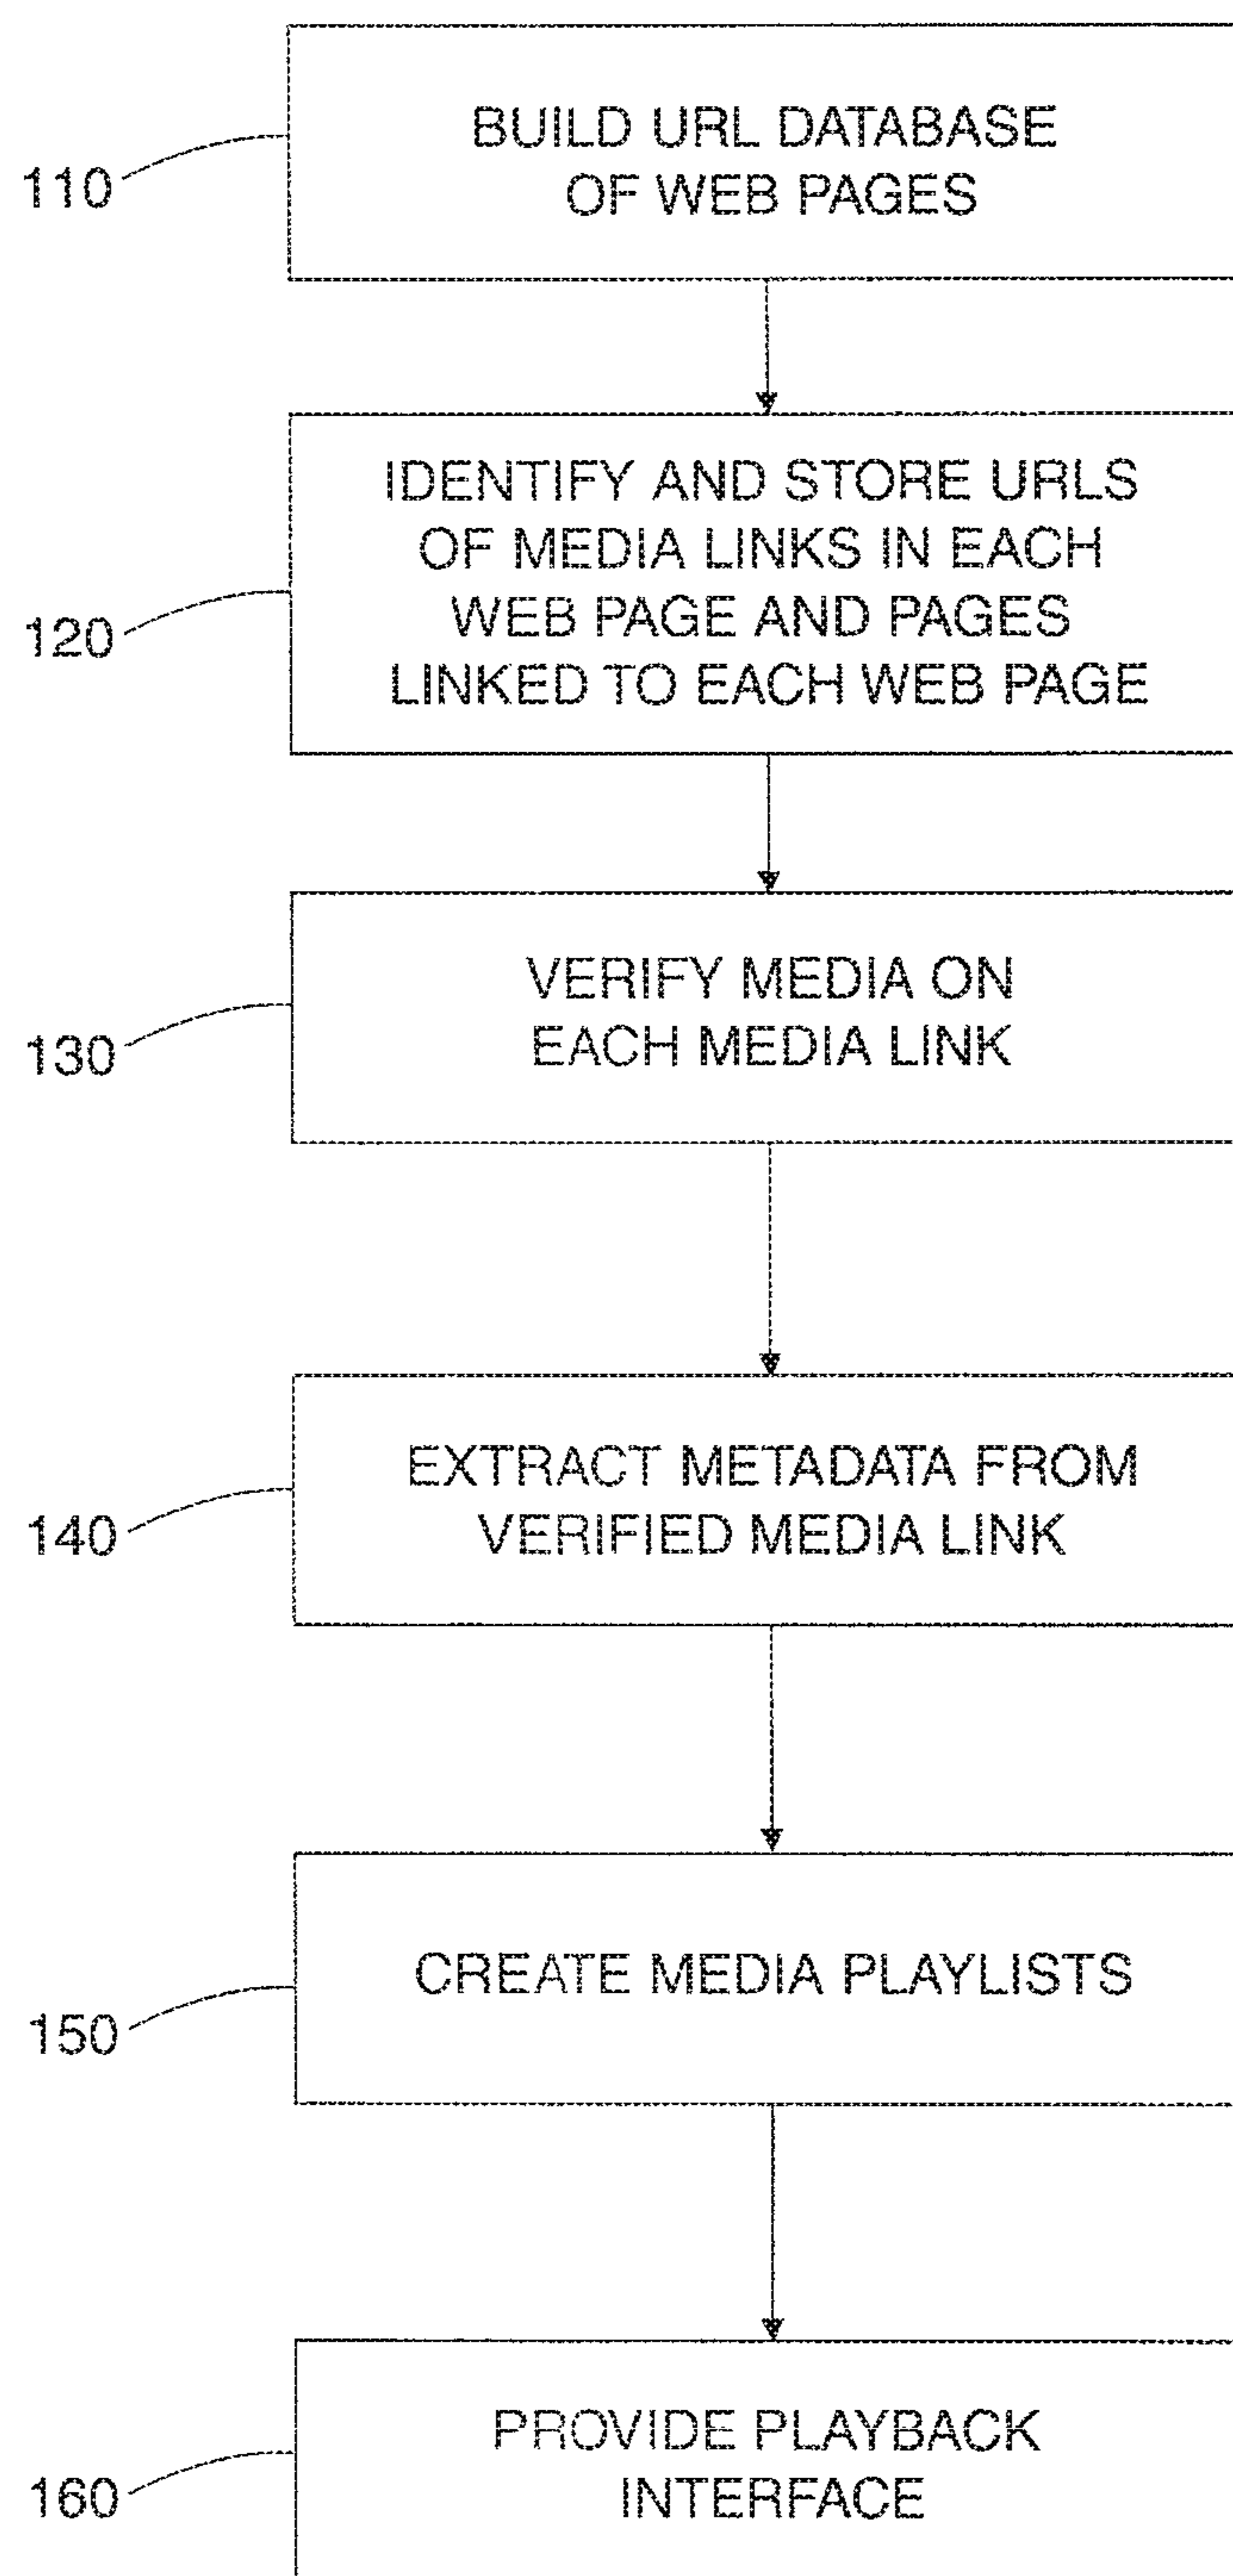 BUILD URL DATABASE
OF WEB PAGES
110
IDENTIFY AND STORE URLS
OF MEDIA LINKS IN EACH
WEB PAGE AND PAGES
LINKED TO EACH WEB PAGE
120
VERIFY MEDIA ON
EACH MEDIA LINK
130
EXTRACT METADATA FROM
VERIFIED MEDIA LINK
140
CREATE MEDIA PLAYLISTS
150
PROVIDE PLAYBACK
INTERFACE
160